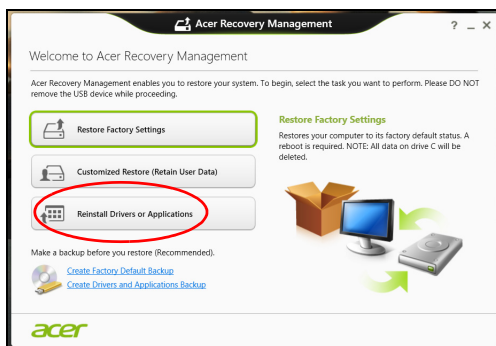 Acer Recovery Management
? _ X
Welcome to Acer Recovery Management
Acer Recovery Management enables you to restore your system. To begin, select the task you want to perform. Please DO NOT
remove the USB device while proceeding.
Restore Factory Settings
Customized Restore (Retain User Data)
Reinstall Drivers or Applications
Restore Factory Settings
Restores your computer to its factory default status. A
reboot is required. NOTE: All data on drive C will be
deleted.
Make a backup before you restore (Recommended).
Create Factory Default Backup
Create Drivers and Applications Backup
acer